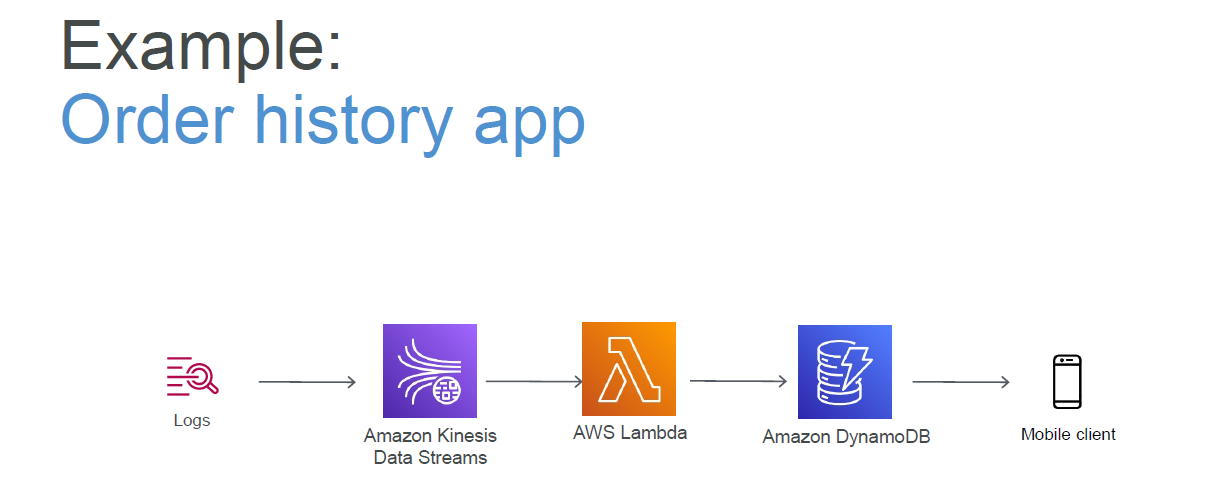 Example:
Order history app
Logs
Amazon Kinesis
Data Streams
AWS Lambda
Amazon DynamoDB
Mobile client